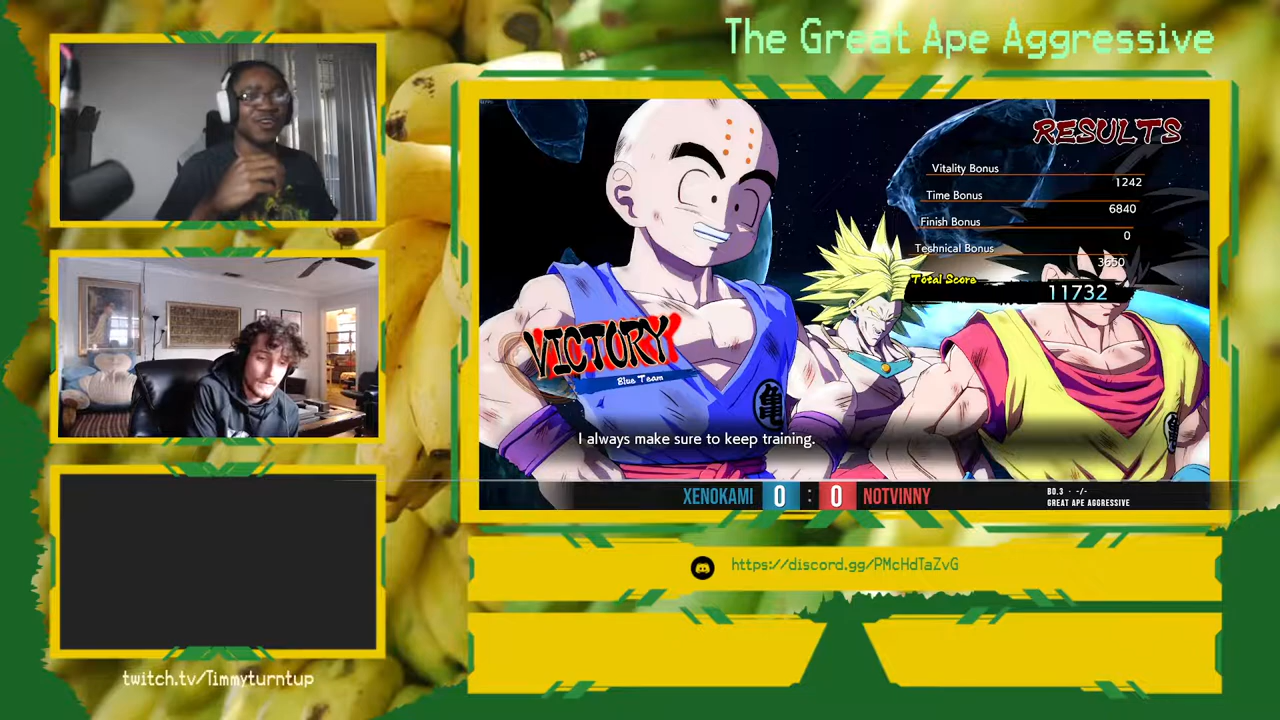 The Great Ape Aggressive
RESULTS
Vitality Bonus
1242
Time Bonus
6840
Finish Bonus
0
Technical Bonus
3650
Total Score
11732
VICTORY
Blue Team
I always make sure to keep training.
XENOKAMI 0 : 0 NOTVINNY
BO.3 · -/-
GREAT APE AGGRESSIVE
https://discord.gg/PMcHdTaZvG
twitch.tv/Timmyturntup